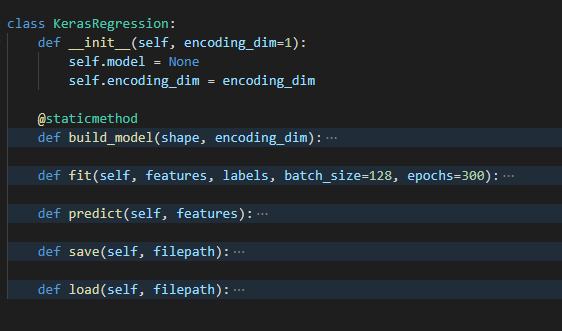 class KerasRegression:
    def __init__(self, encoding_dim=1):
        self.model = None
        self.encoding_dim = encoding_dim
    @staticmethod
    def build_model(shape, encoding_dim):···
    def fit(self, features, labels, batch_size=128, epochs=300):···
    def predict(self, features):···
    def save(self, filepath):···
    def load(self, filepath):···